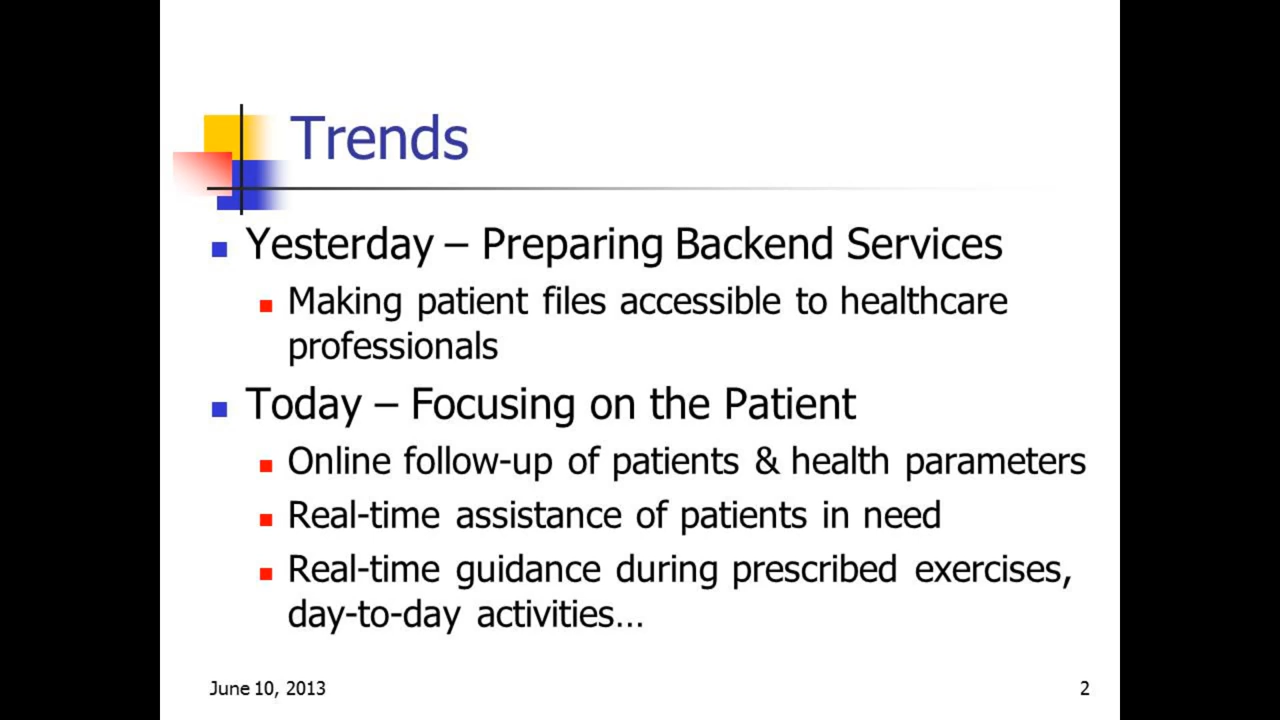 Trends
Yesterday – Preparing Backend Services
Making patient files accessible to healthcare
professionals
Today – Focusing on the Patient
Online follow-up of patients & health parameters
Real-time assistance of patients in need
Real-time guidance during prescribed exercises,
day-to-day activities…
June 10, 2013
2